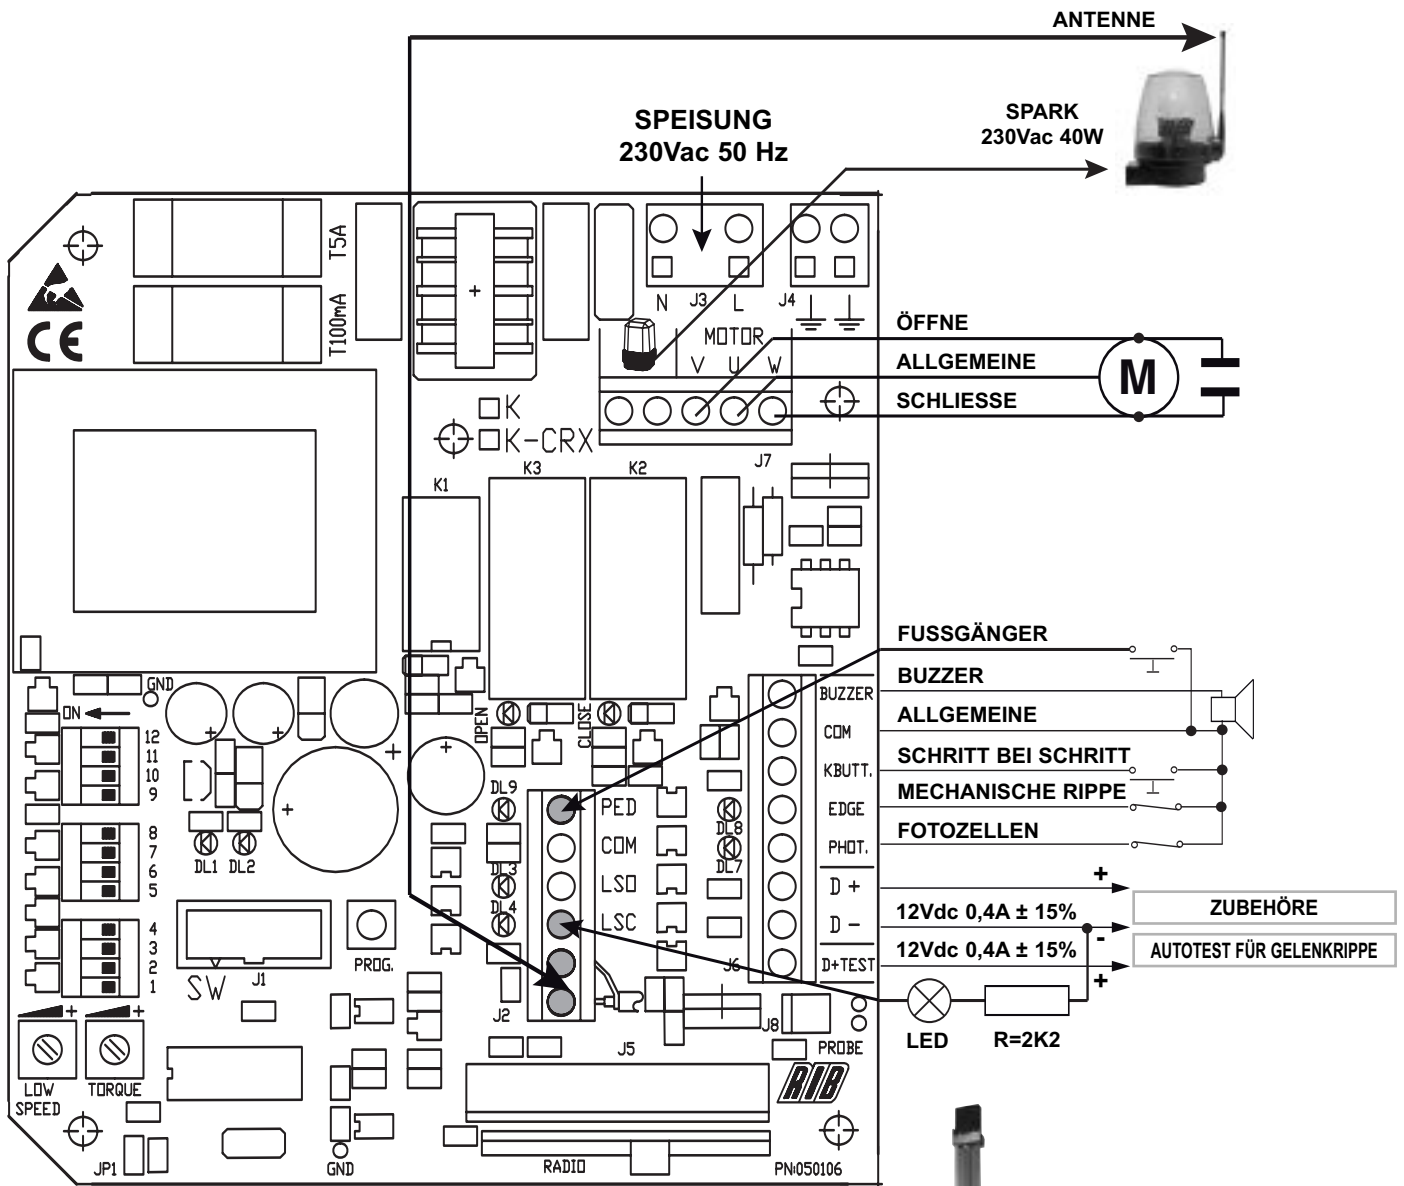 ANTENNE
SPARK
230Vac 40W
SPEISUNG
230Vac 50 Hz
T5A
T100mA
CE
N J3 L J4
MOTOR
V U W
ÖFFNE
ALLGEMEINE
SCHLIESSE
M
K
K-CRX
J7
K1
K3
K2
FUSSGÄNGER
BUZZER
ALLGEMEINE
SCHRITT BEI SCHRITT
MECHANISCHE RIPPE
FOTOZELLEN
GND
ON
12
11
10
9
8
7
6
5
4
3
2
1
DL1 DL2
OPEN
CLOSE
DL9
DL3
DL4
DL8
DL7
PED
COM
LSO
LSC
BUZZER
COM
KBUTT.
EDGE
PHOT.
D +
D -
D+TEST
J6
+
12Vdc 0,4A ± 15%
-
12Vdc 0,4A ± 15%
+
ZUBEHÖRE
AUTOTEST FÜR GELENKRIPPE
LED
R=2K2
SW
J1
PROG.
J2
J5
J8
PROBE
RIB
LOW
SPEED
TORQUE
JP1
GND
RADIO
PN:050106